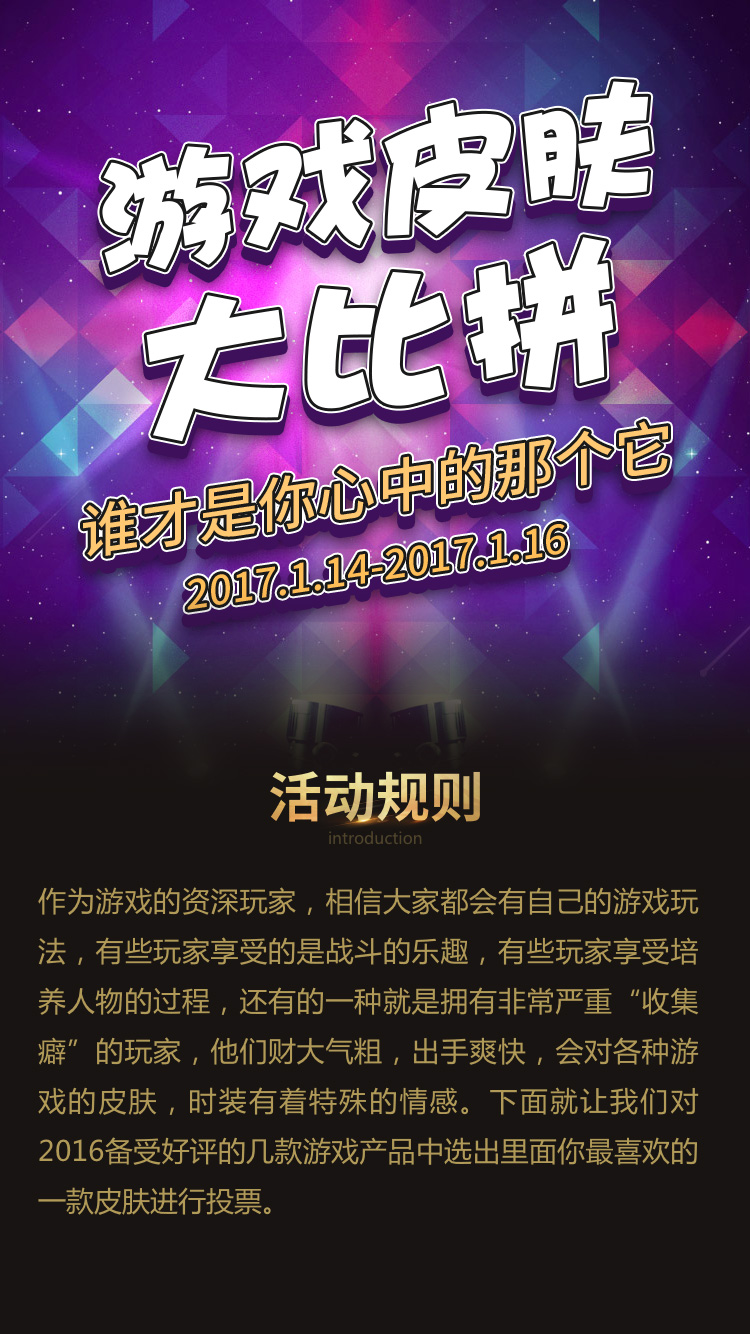 游戏皮肤
大比拼
谁才是你心中的那个它
2017.1.14-2017.1.16
活动规则
introduction
作为游戏的资深玩家，相信大家都会有自己的游戏玩
法，有些玩家享受的是战斗的乐趣，有些玩家享受培
养人物的过程，还有的一种就是拥有非常严重“收集
癖”的玩家，他们财大气粗，出手爽快，会对各种游
戏的皮肤，时装有着特殊的情感。下面就让我们对
2016备受好评的几款游戏产品中选出里面你最喜欢的
一款皮肤进行投票。